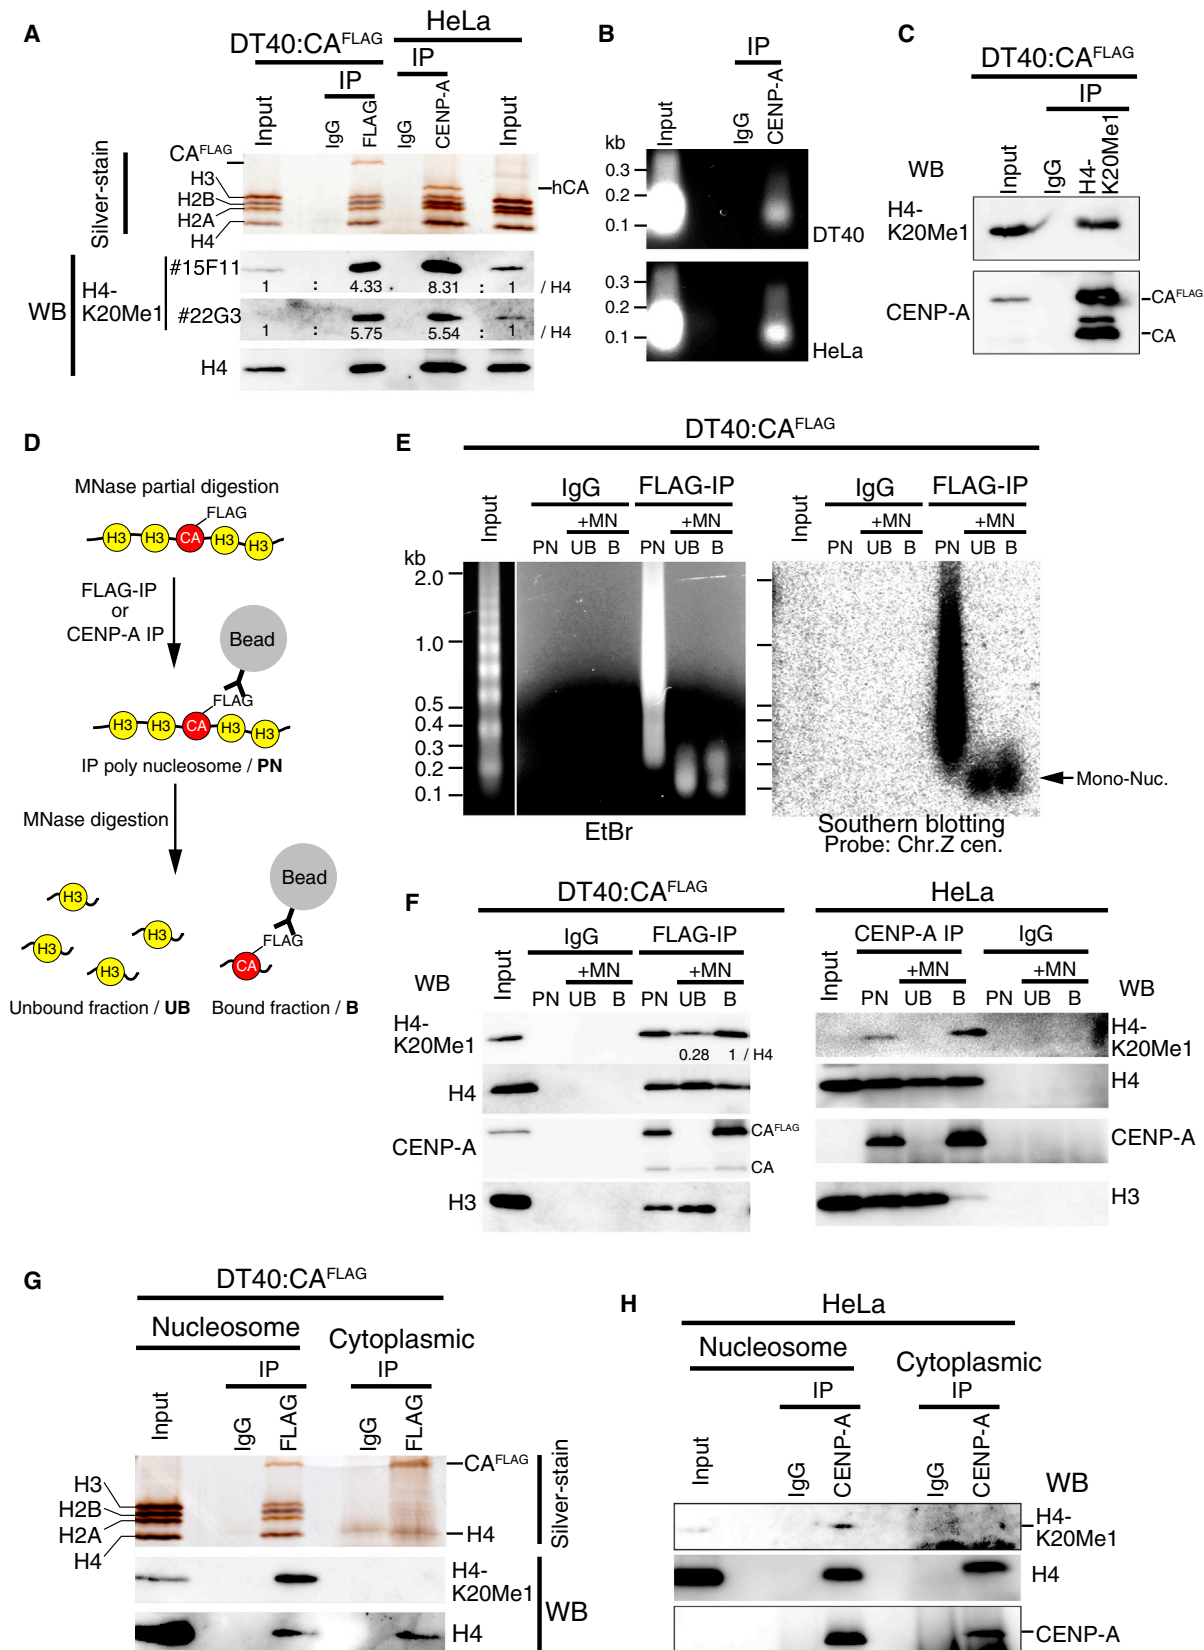 A
DT40:CA^FLAG
HeLa
IP
IP
Input
IgG
FLAG
IgG
CENP-A
Input
CA^FLAG
H3
H2B
H2A
H4
Silver-stain
hCA
WB
H4-
K20Me1
#15F11
1 : 4.33 8.31 : 1 / H4
#22G3
1 : 5.75 5.54 : 1 / H4
H4
B
IP
Input
IgG
CENP-A
kb
0.3
0.2
0.1
DT40
0.3
0.2
0.1
HeLa
C
DT40:CA^FLAG
IP
WB
Input
IgG
H4-
K20Me1
H4-
K20Me1
CENP-A
CA^FLAG
CA
D
MNase partial digestion
FLAG
H3 H3 CA H3 H3
FLAG-IP
or
CENP-A IP
Bead
FLAG
H3 H3 CA H3 H3
IP poly nucleosome / PN
MNase digestion
Bead
H3
H3
H3
H3
FLAG
CA
Unbound fraction / UB
Bound fraction / B
E
DT40:CA^FLAG
Input
IgG
FLAG-IP
+MN
+MN
PN UB B PN UB B
kb
2.0
1.0
0.5
0.4
0.3
0.2
0.1
EtBr
Input
IgG
FLAG-IP
+MN
+MN
PN UB B PN UB B
Mono-Nuc.
Southern blotting
Probe: Chr.Z cen.
F
DT40:CA^FLAG
IgG
FLAG-IP
+MN
+MN
WB
Input
PN UB B PN UB B
H4-
K20Me1
0.28 1 / H4
H4
CENP-A
CA^FLAG
CA
H3
HeLa
CENP-A IP
IgG
+MN
+MN
Input
PN UB B PN UB B
WB
H4-
K20Me1
H4
CENP-A
H3
G
DT40:CA^FLAG
Nucleosome
Cytoplasmic
IP
IP
Input
IgG
FLAG
IgG
FLAG
H3
H2B
H2A
H4
CA^FLAG
H4
Silver-stain
H4-
K20Me1
H4
WB
H
HeLa
Nucleosome
Cytoplasmic
IP
IP
Input
IgG
CENP-A
IgG
CENP-A
WB
H4-
K20Me1
H4
CENP-A